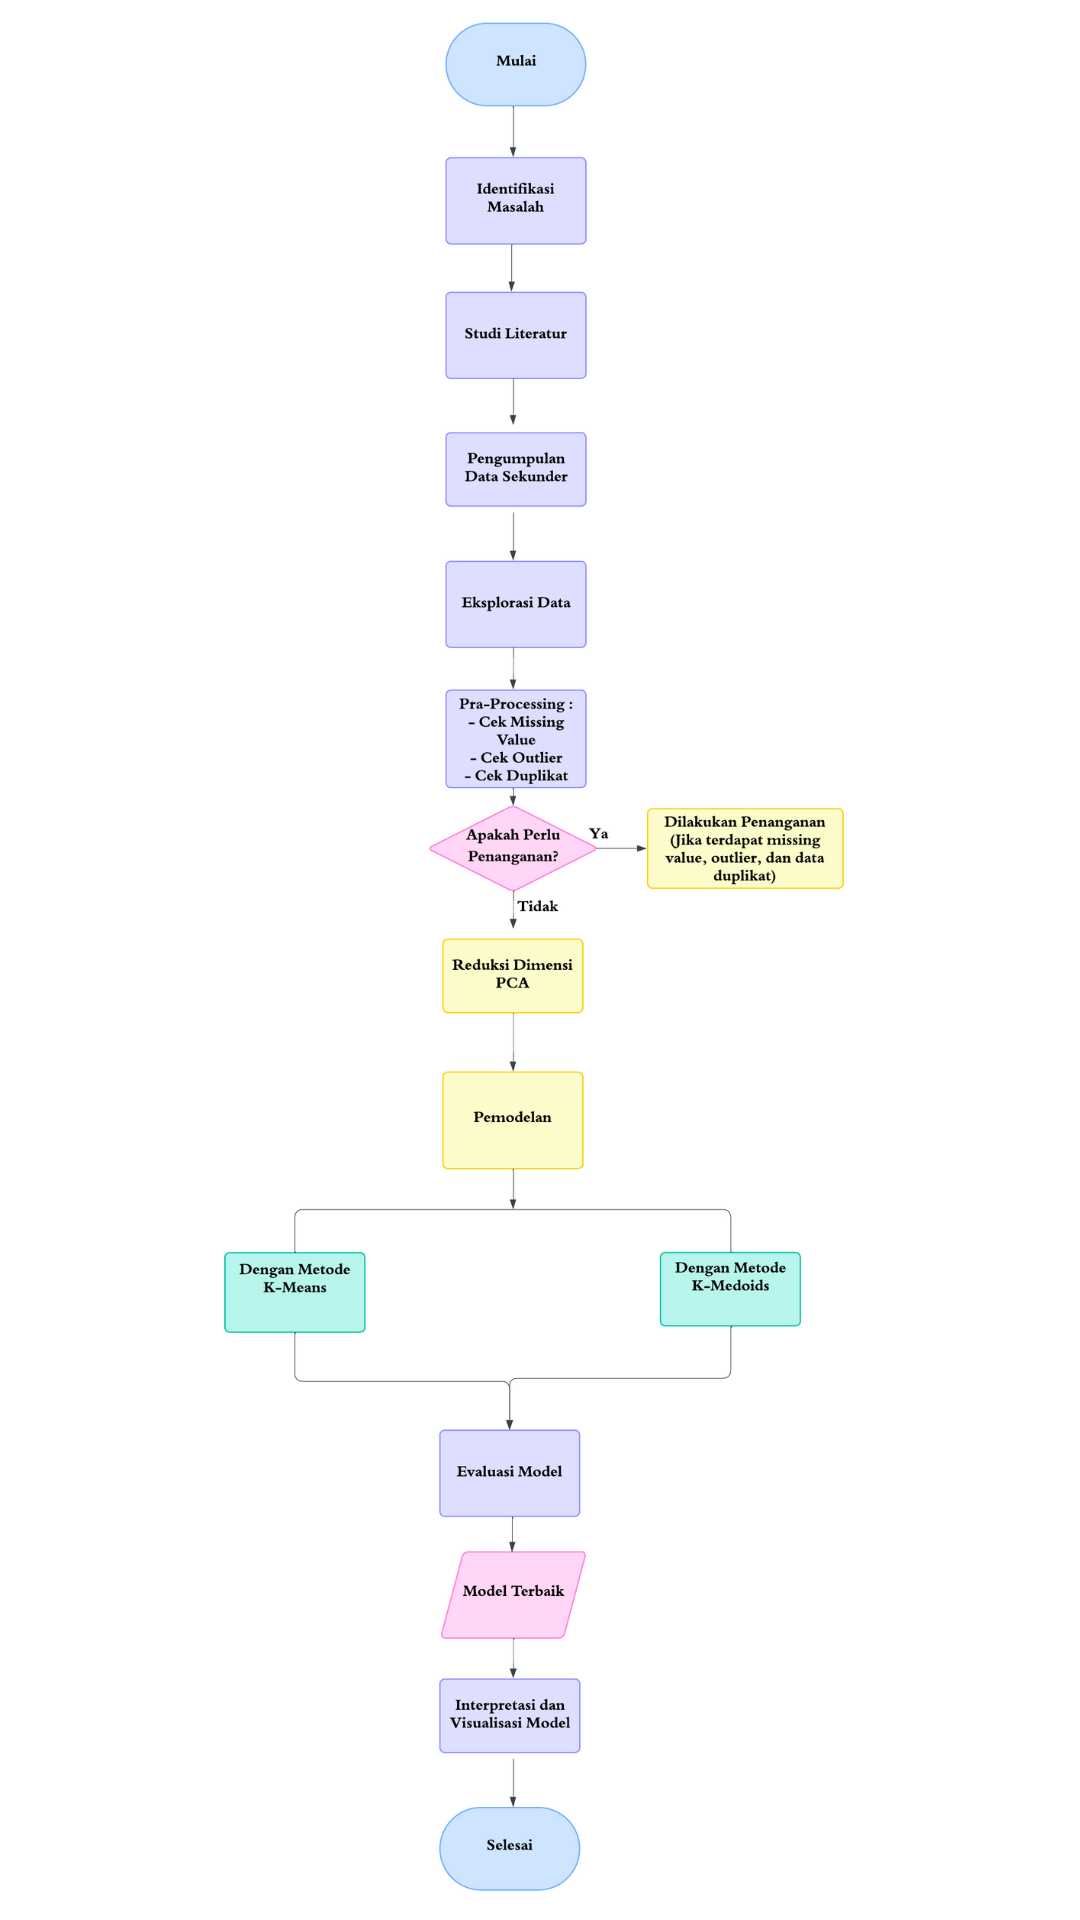 Mulai
Identifikasi
Masalah
Studi Literatur
Pengumpulan
Data Sekunder
Eksplorasi Data
Pra-Processing :
- Cek Missing
Value
- Cek Outlier
- Cek Duplikat
Apakah Perlu
Penanganan?
Ya
Dilakukan Penanganan
(Jika terdapat missing
value, outlier, dan data
duplikat)
Tidak
Reduksi Dimensi
PCA
Pemodelan
Dengan Metode
K-Means
Dengan Metode
K-Medoids
Evaluasi Model
Model Terbaik
Interpretasi dan
Visualisasi Model
Selesai